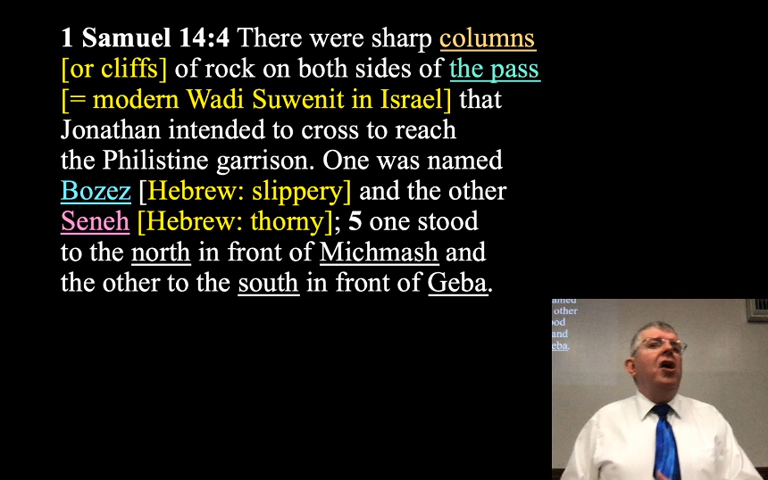 1 Samuel 14:4 There were sharp columns
[or cliffs] of rock on both sides of the pass
[= modern Wadi Suwenit in Israel] that
Jonathan intended to cross to reach
the Philistine garrison. One was named
Bozez [Hebrew: slippery] and the other
Seneh [Hebrew: thorny]; 5 one stood
to the north in front of Michmash and
the other to the south in front of Geba.
other
and